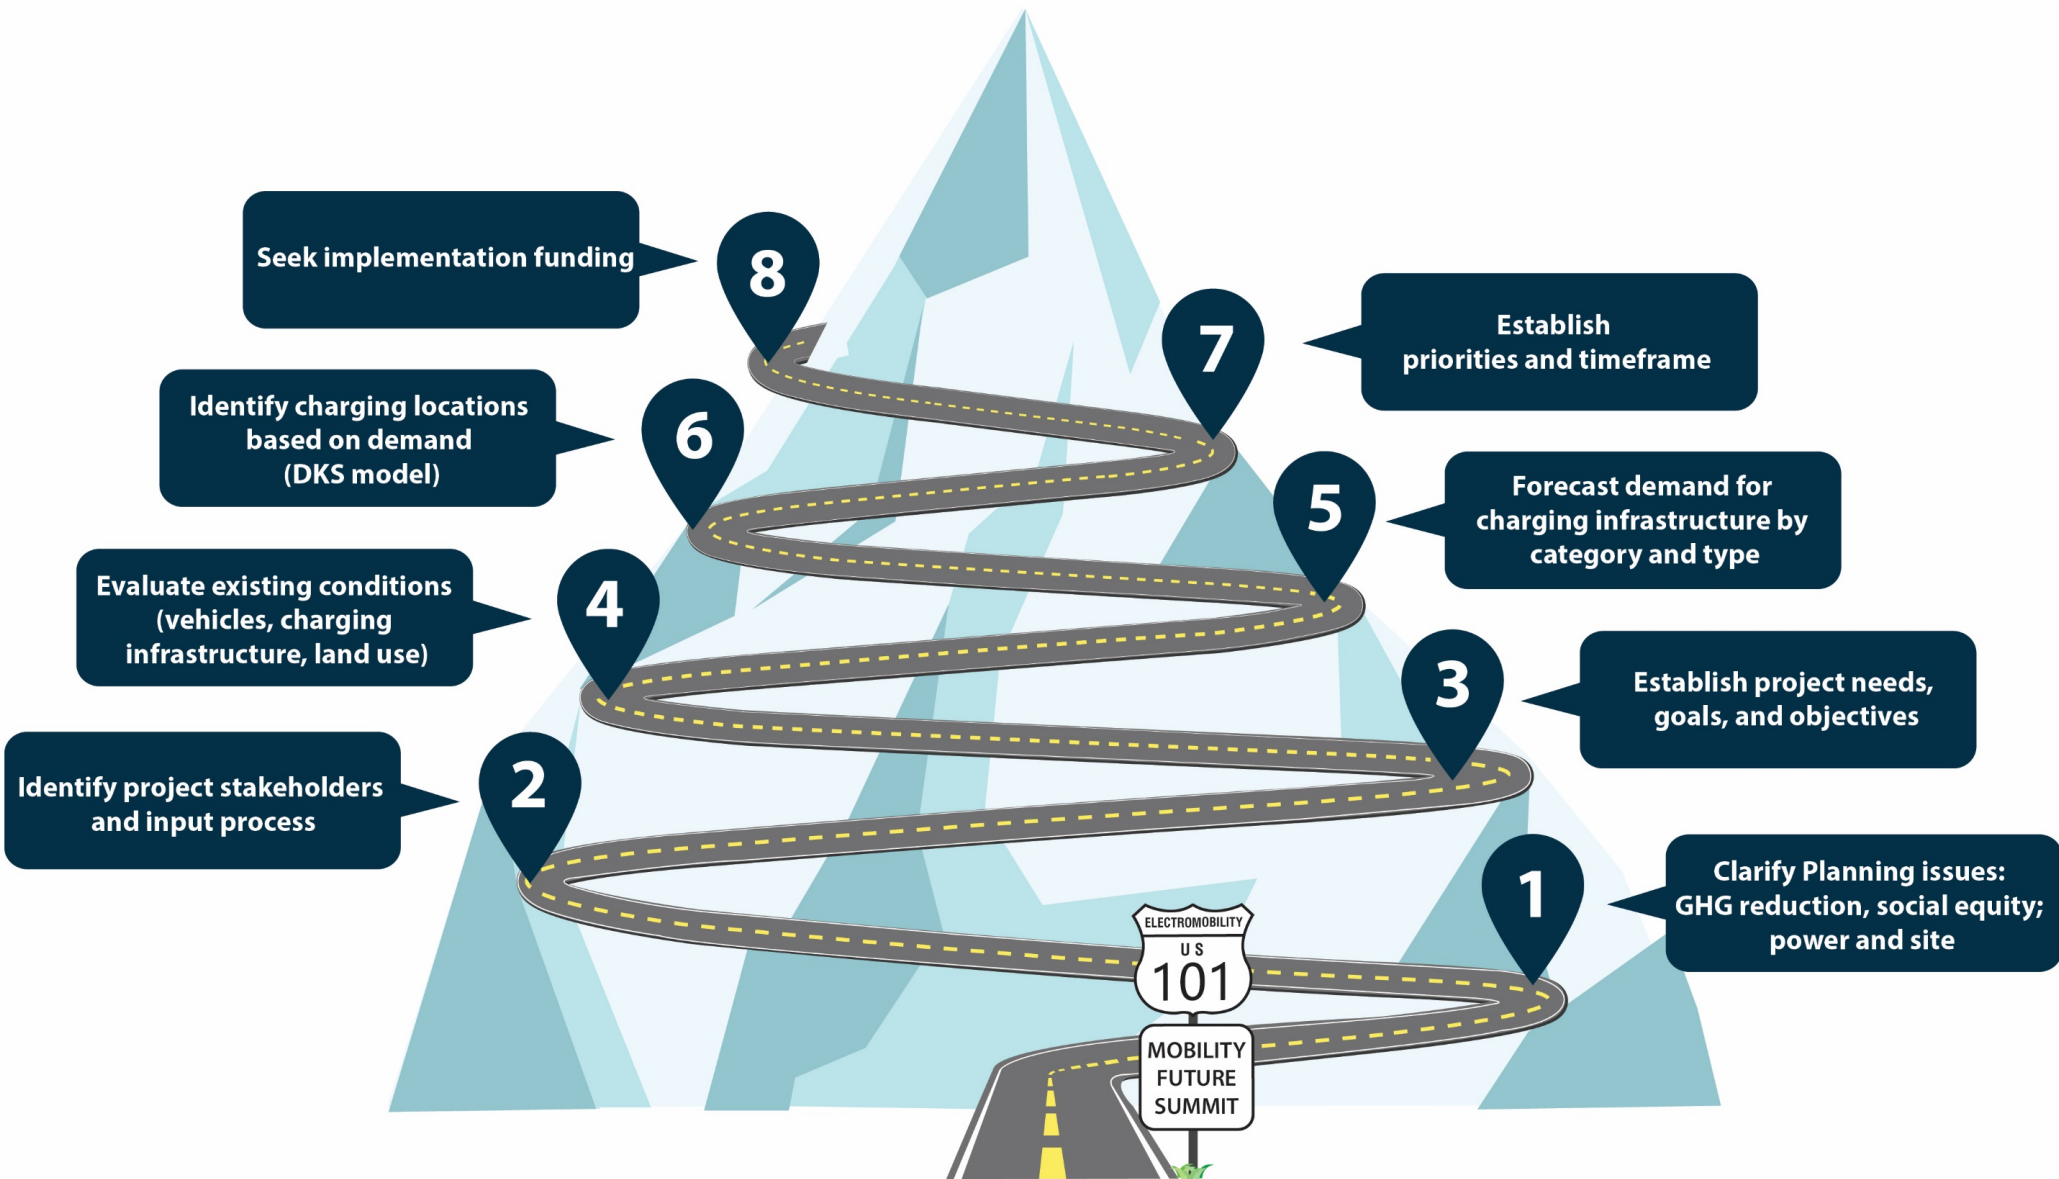 8
Seek implementation funding
7
Establish
priorities and timeframe
6
Identify charging locations
based on demand
(DKS model)
5
Forecast demand for
charging infrastructure by
category and type
4
Evaluate existing conditions
(vehicles, charging
infrastructure, land use)
3
Establish project needs,
goals, and objectives
2
Identify project stakeholders
and input process
1
Clarify Planning issues:
GHG reduction, social equity;
power and site
ELECTROMOBILITY
US
101
MOBILITY
FUTURE
SUMMIT